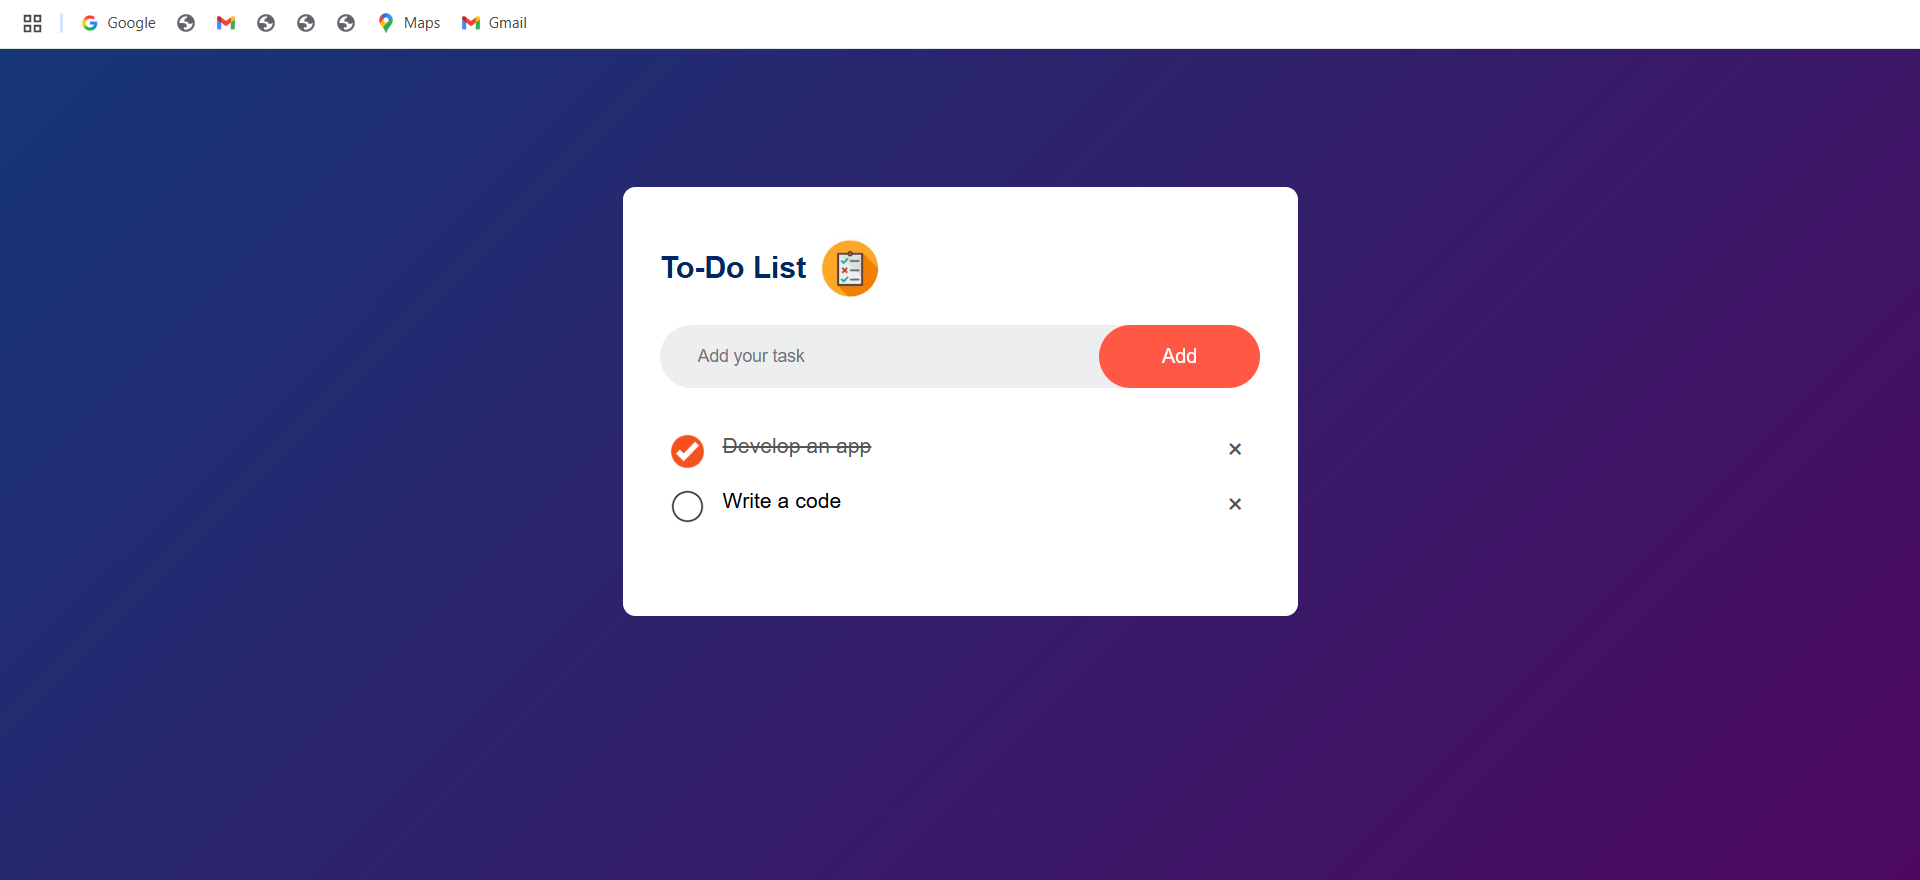 Google Maps Gmail
To-Do List
Add your task Add
Develop an app ×
Write a code ×